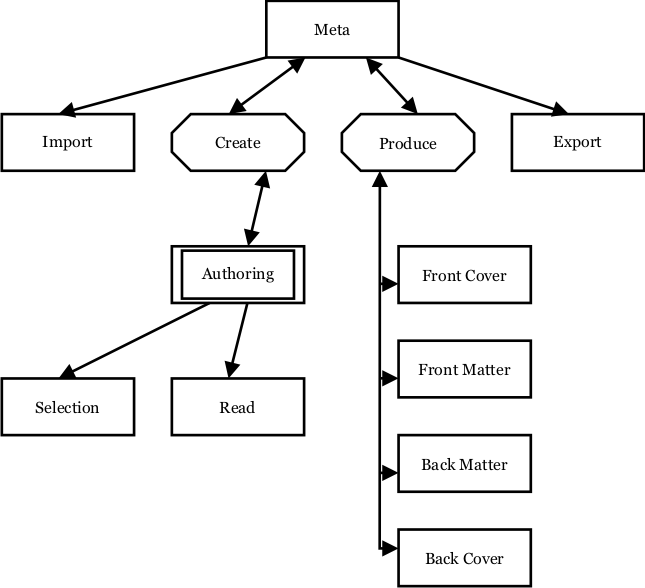 Meta
Import
Create
Produce
Export
Authoring
Front Cover
Front Matter
Selection
Read
Back Matter
Back Cover